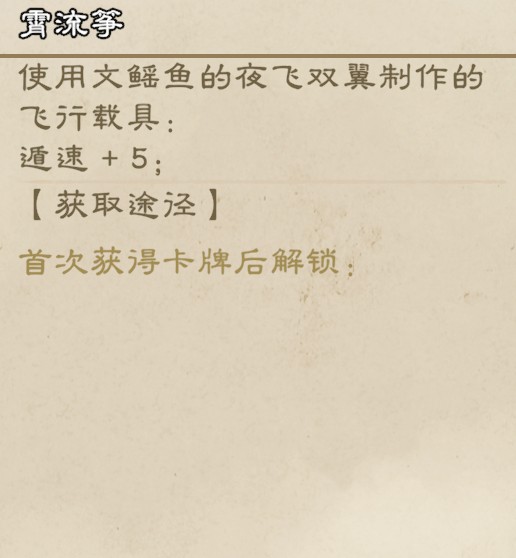 霄流筝
使用文鳐鱼的夜飞双翼制作的
飞行载具：
遁速 + 5；
【获取途径】
首次获得卡牌后解锁：